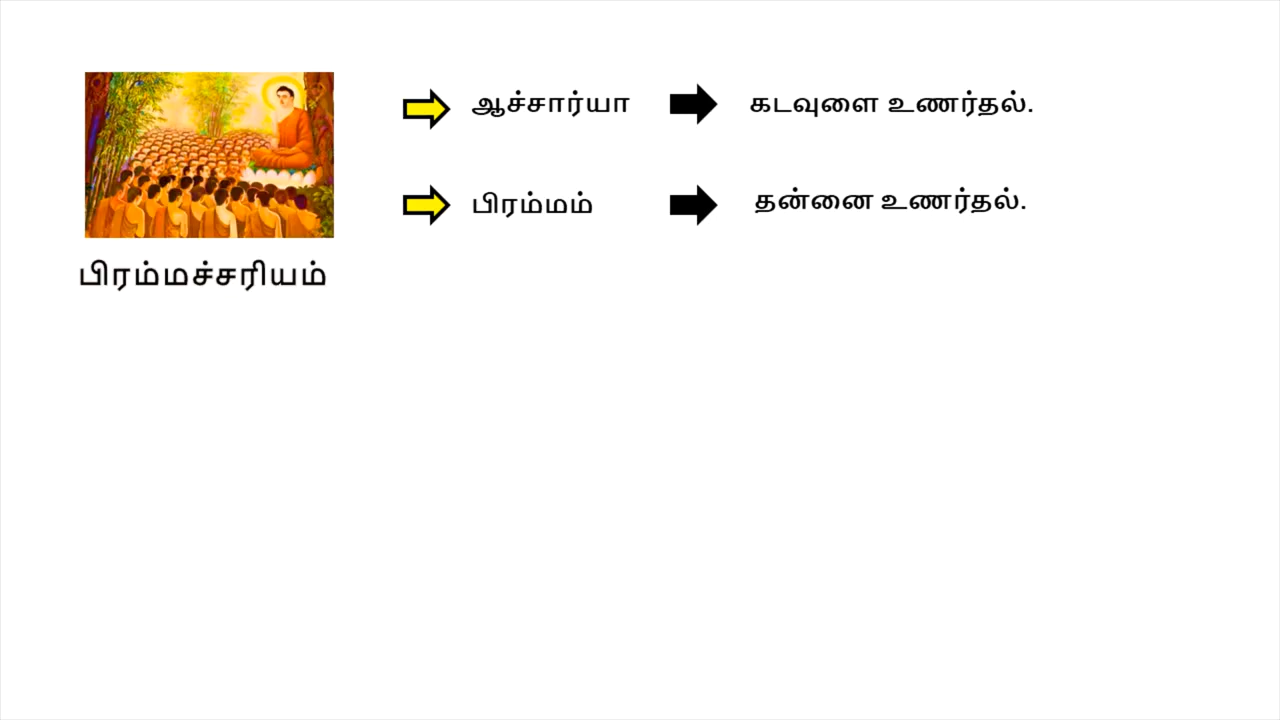 ஆச்சார்யா கடவுளை உணர்தல்.
பிரம்மம் தன்னை உணர்தல்.
பிரம்மச்சரியம்